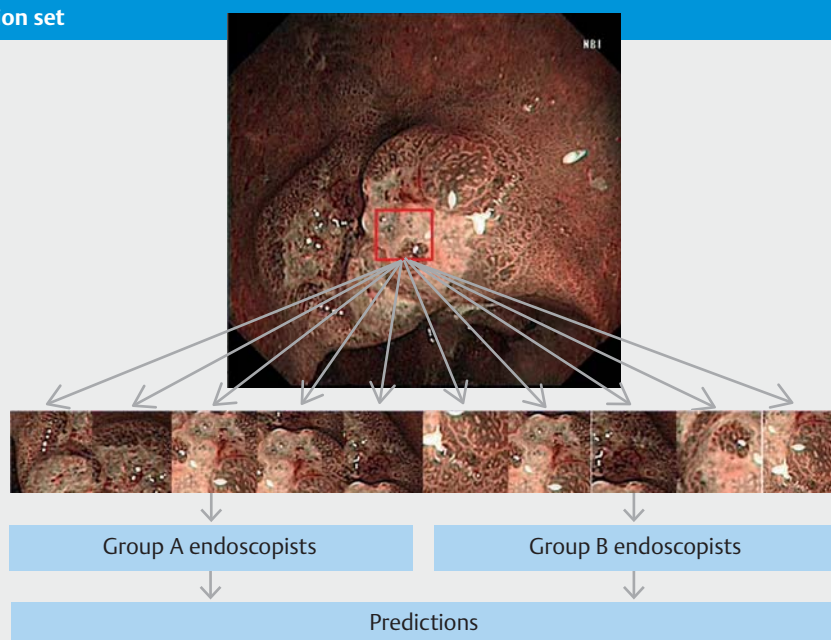 on set
NBI
Group A endoscopists
Group B endoscopists
Predictions